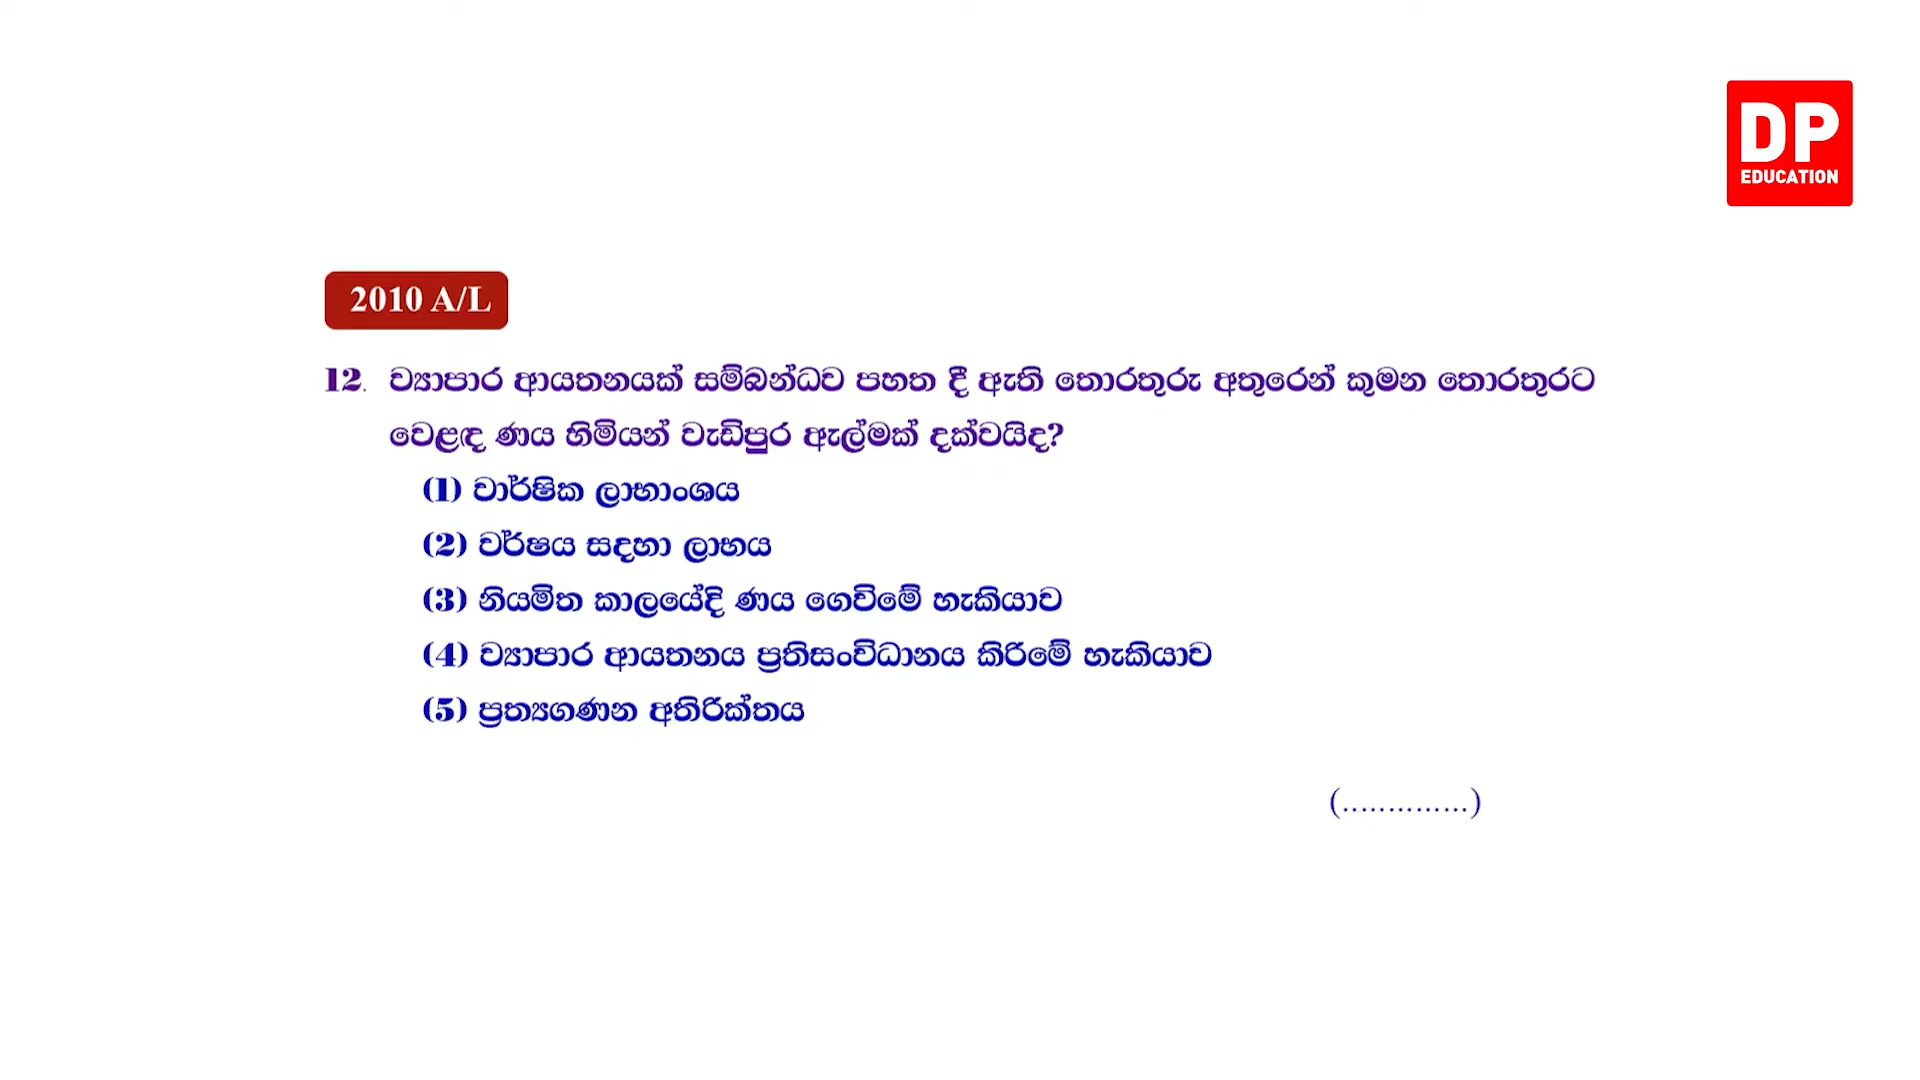 DP
EDUCATION
2010 A/L
12. ව්‍යාපාර ආයතනයක් සම්බන්ධව පහත දී ඇති තොරතුරු අතුරෙන් කුමන තොරතුරට
වෙළඳ ණය හිමියන් වැඩිපුර ඇල්මක් දක්වයිද?
(1) වාර්ෂික ලාභාංශය
(2) වර්ෂය සඳහා ලාභය
(3) නියමිත කාලයේදි ණය ගෙවිමේ හැකියාව
(4) ව්‍යාපාර ආයතනය ප්‍රතිසංවිධානය කිරිමේ හැකියාව
(5) ප්‍රත්‍යගණන අතිරික්තය
(..............)